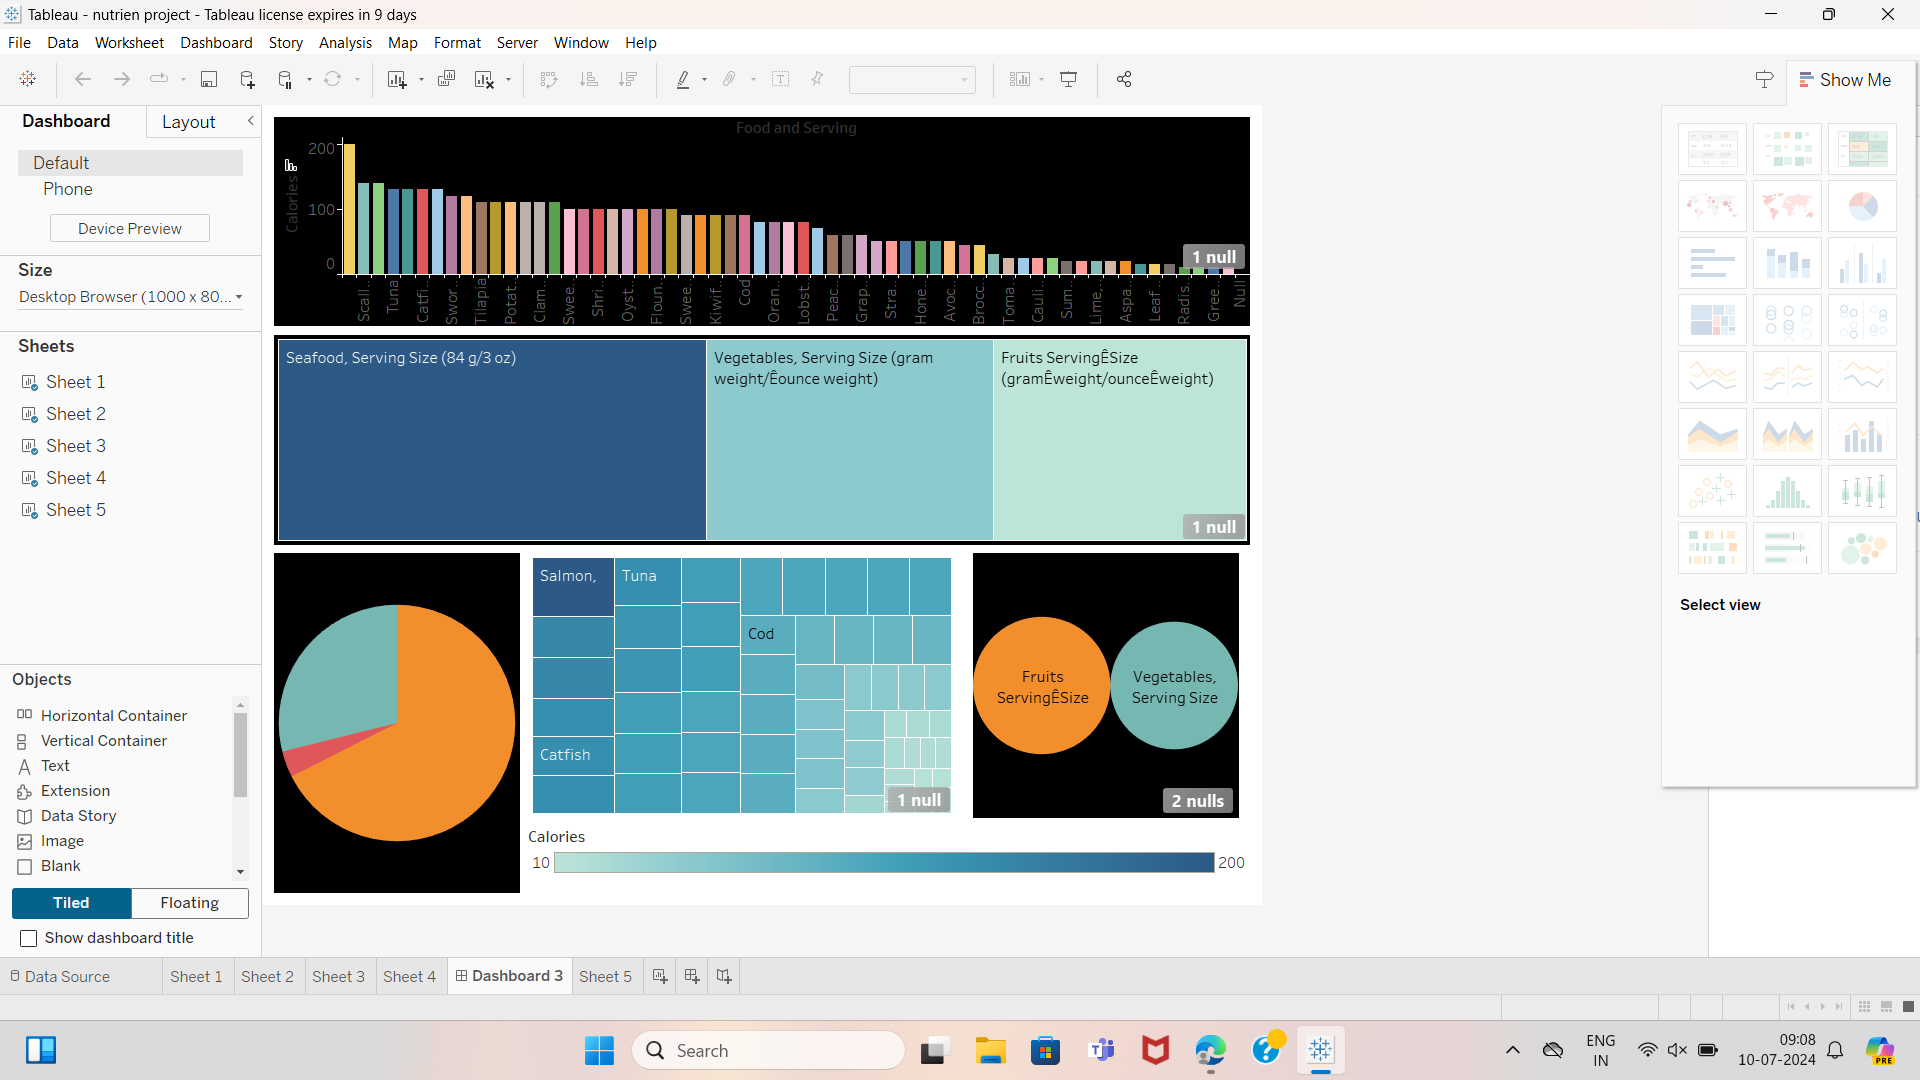 Tableau - nutrien project - Tableau license expires in 9 days
File Data Worksheet Dashboard Story Analysis Map Format Server Window Help
Show Me
Dashboard
Layout
Default
Phone
Device Preview
Size
Desktop Browser (1000 x 80...
Sheets
Sheet 1
Sheet 2
Sheet 3
Sheet 4
Sheet 5
Objects
Horizontal Container
Vertical Container
Text
Extension
Data Story
Image
Blank
Tiled
Floating
Show dashboard title
Food and Serving
200
100
0
Calories
Scall..
Tuna
Catfi..
Swor..
Tilapia
Potat..
Clam..
Swee..
Shri..
Oyst..
Floun..
Swee..
Kiwif..
Cod
Oran..
Lobst..
Peac..
Grap..
Stra..
Hone..
Avoc..
Brocc..
Toma..
Cauli..
Sum..
Lime,..
Aspa..
Leaf ..
Radis..
Gree..
Null
1 null
Seafood, Serving Size (84 g/3 oz)
Vegetables, Serving Size (gram
weight/Êounce weight)
Fruits ServingÊSize
(gramÊweight/ounceÊweight)
1 null
Salmon,
Tuna
Cod
Catfish
1 null
Fruits
ServingÊSize
Vegetables,
Serving Size
2 nulls
Calories
10
200
Select view
Data Source
Sheet 1
Sheet 2
Sheet 3
Sheet 4
Dashboard 3
Sheet 5
Search
ENG
IN
09:08
10-07-2024
PRE